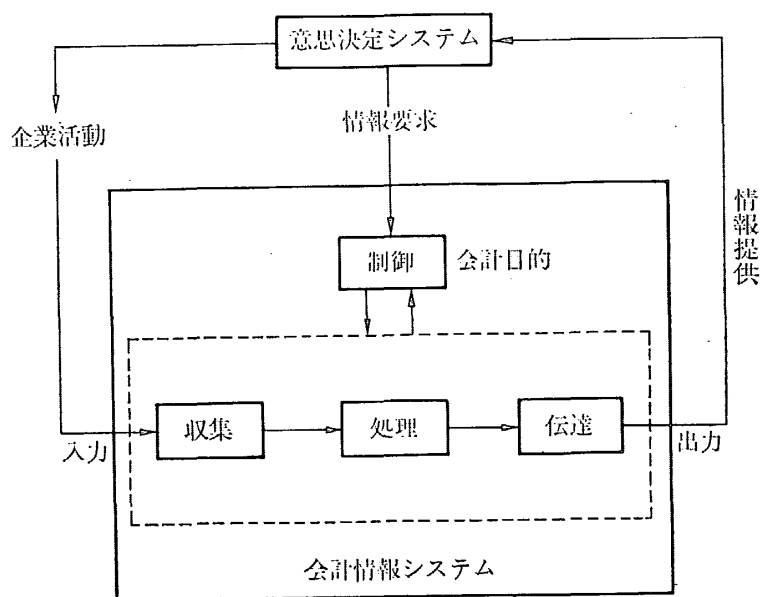 意思決定システム
企業活動
情報要求
情報提供
制御
会計目的
収集
処理
伝達
入力
出力
会計情報システム